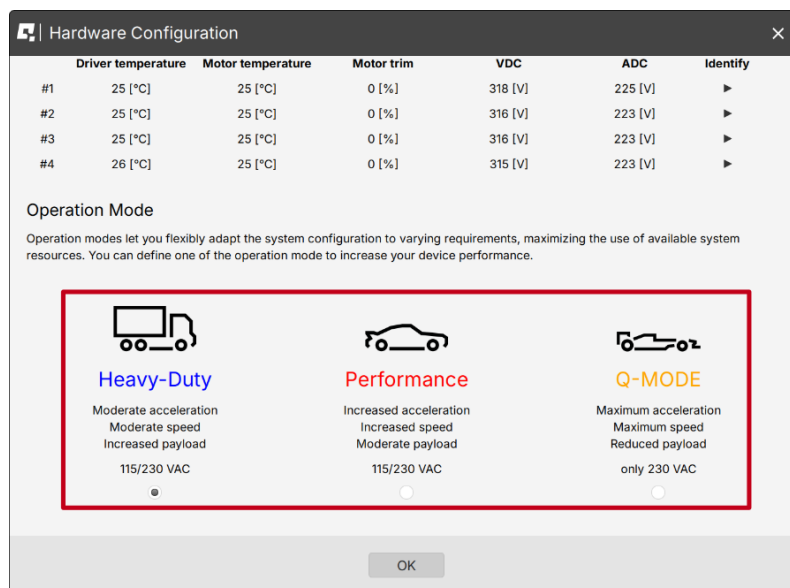 Hardware Configuration
Driver temperature Motor temperature Motor trim VDC ADC Identify
#1 25 [°C] 25 [°C] 0 [%] 318 [V] 225 [V]
#2 25 [°C] 25 [°C] 0 [%] 316 [V] 223 [V]
#3 25 [°C] 25 [°C] 0 [%] 316 [V] 223 [V]
#4 26 [°C] 25 [°C] 0 [%] 315 [V] 223 [V]
Operation Mode
Operation modes let you flexibly adapt the system configuration to varying requirements, maximizing the use of available system
resources. You can define one of the operation mode to increase your device performance.
Heavy-Duty
Moderate acceleration
Moderate speed
Increased payload
115/230 VAC
Performance
Increased acceleration
Increased speed
Moderate payload
115/230 VAC
Q-MODE
Maximum acceleration
Maximum speed
Reduced payload
only 230 VAC
OK